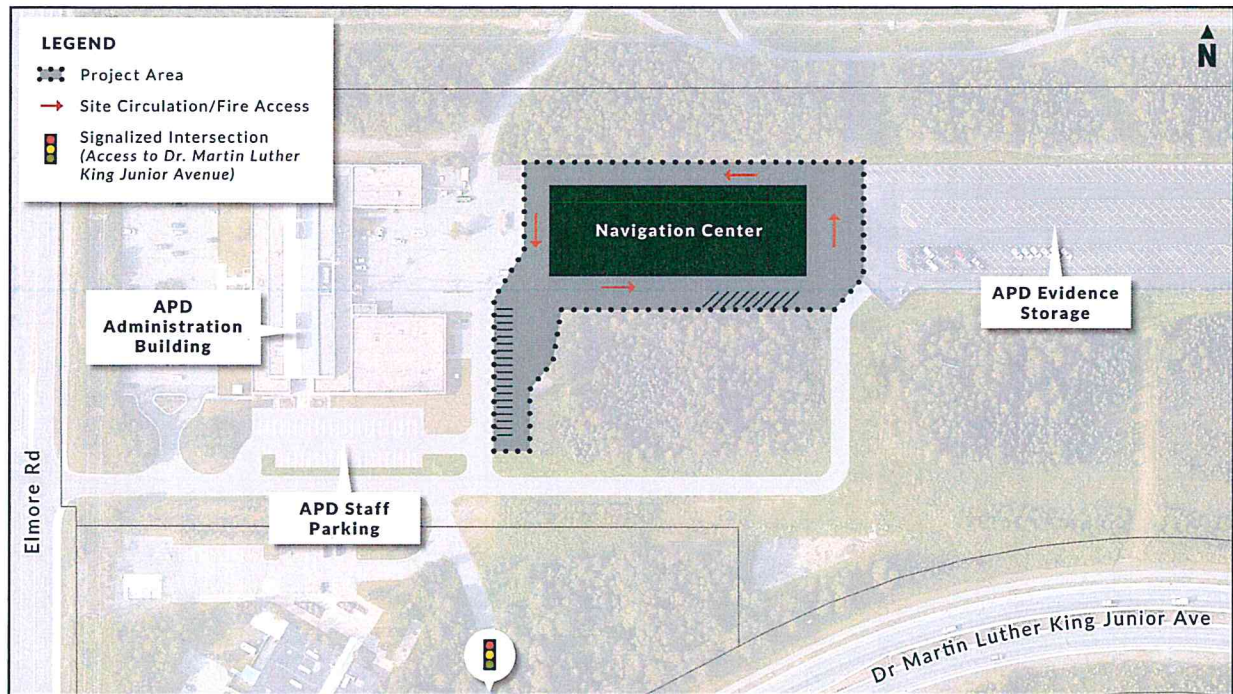 LEGEND
Project Area
Site Circulation/Fire Access
Signalized Intersection
(Access to Dr. Martin Luther
King Junior Avenue)
N
Navigation Center
APD
Administration
Building
APD Evidence
Storage
APD Staff
Parking
Elmore Rd
Dr Martin Luther King Junior Ave